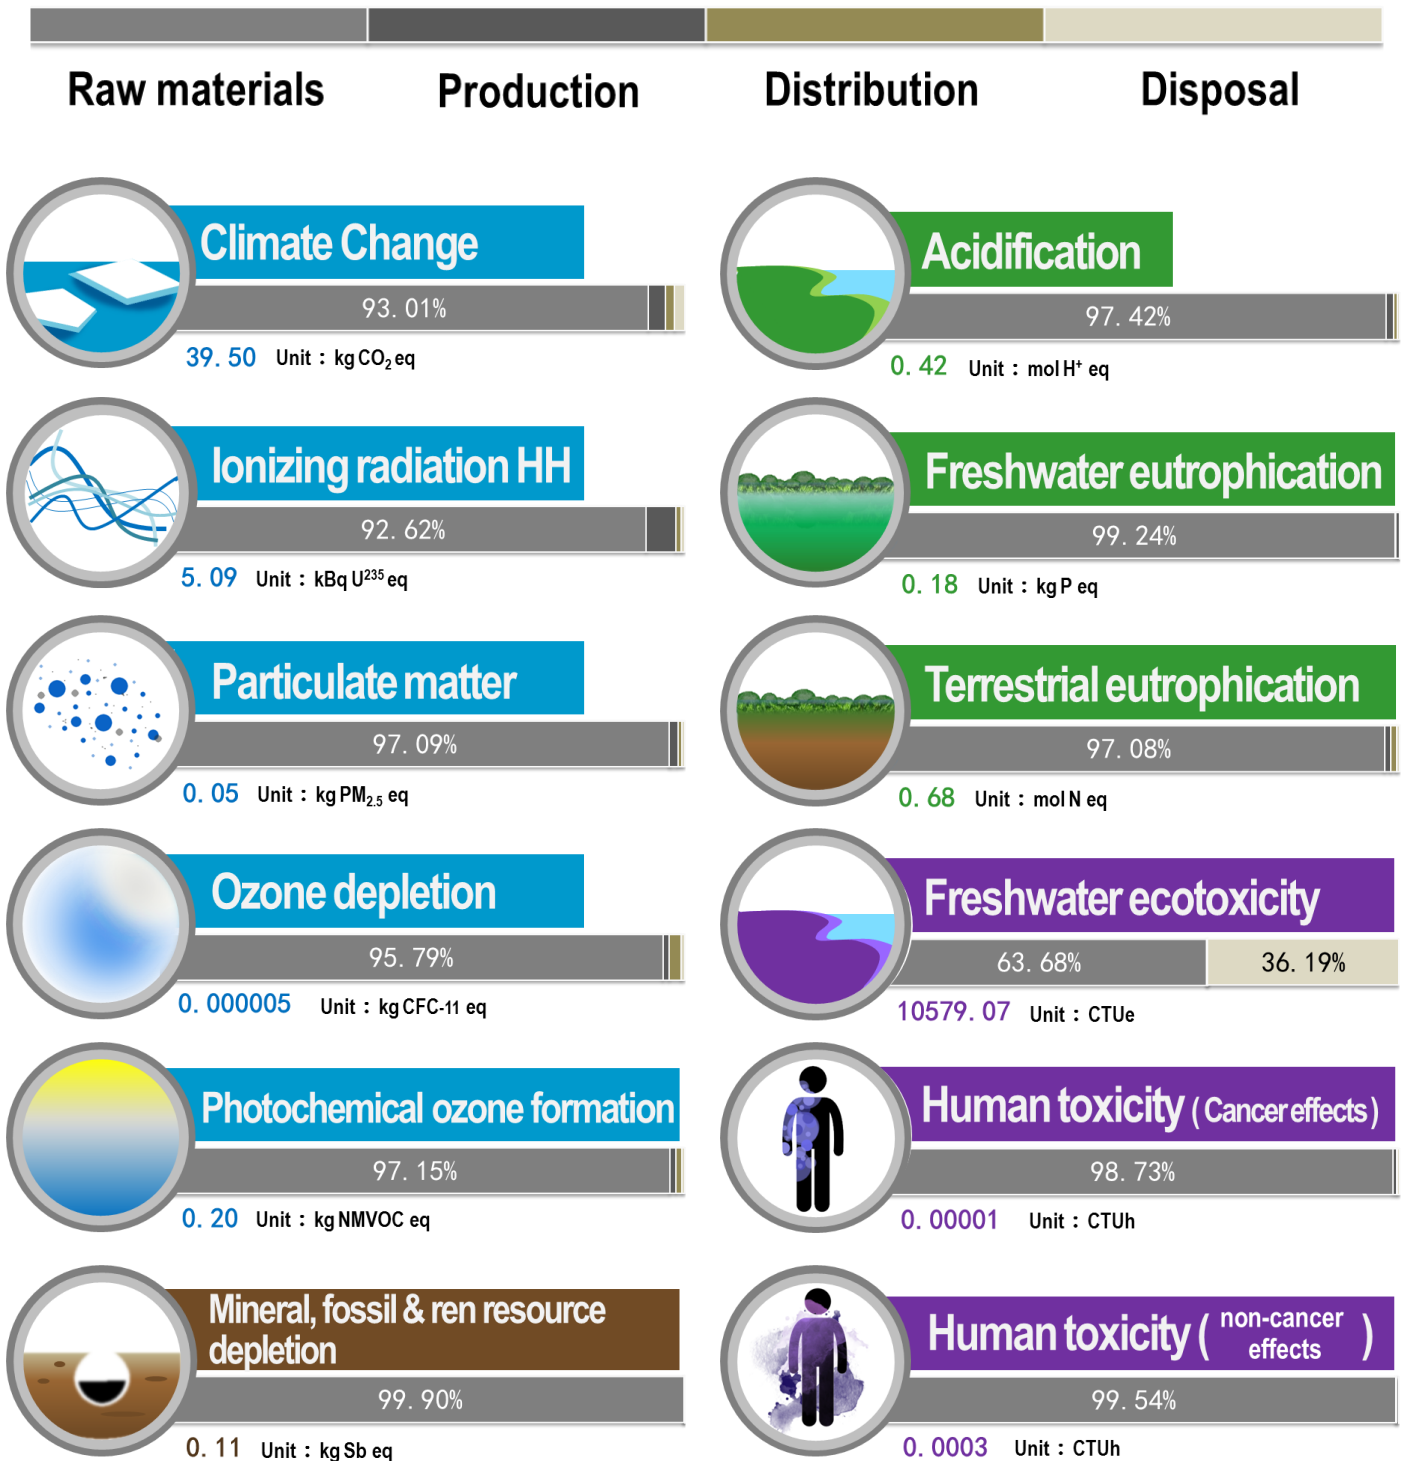 Raw materials
Production
Distribution
Disposal
Climate Change
93.01%
39.50 Unit : kg CO₂ eq
Ionizing radiation HH
92.62%
5.09 Unit : kBq U²³⁵ eq
Particulate matter
97.09%
0.05 Unit : kg PM₂.₅ eq
Ozone depletion
95.79%
0.000005 Unit : kg CFC-11 eq
Photochemical ozone formation
97.15%
0.20 Unit : kg NMVOC eq
Mineral, fossil & ren resource
depletion
99.90%
0.11 Unit : kg Sb eq
Acidification
97.42%
0.42 Unit : mol H⁺ eq
Freshwater eutrophication
99.24%
0.18 Unit : kg P eq
Terrestrial eutrophication
97.08%
0.68 Unit : mol N eq
Freshwater ecotoxicity
63.68% 36.19%
10579.07 Unit : CTUe
Human toxicity ( Cancer effects )
98.73%
0.00001 Unit : CTUh
Human toxicity ( non-cancer
effects )
99.54%
0.0003 Unit : CTUh